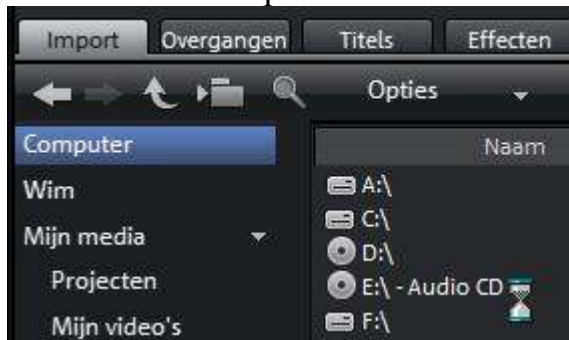 Import Overgangen Titels Effecten
Opties
Computer
Wim
Mijn media
Projecten
Mijn video's
Naam
A:\
C:\
D:\
E:\ - Audio CD
F:\